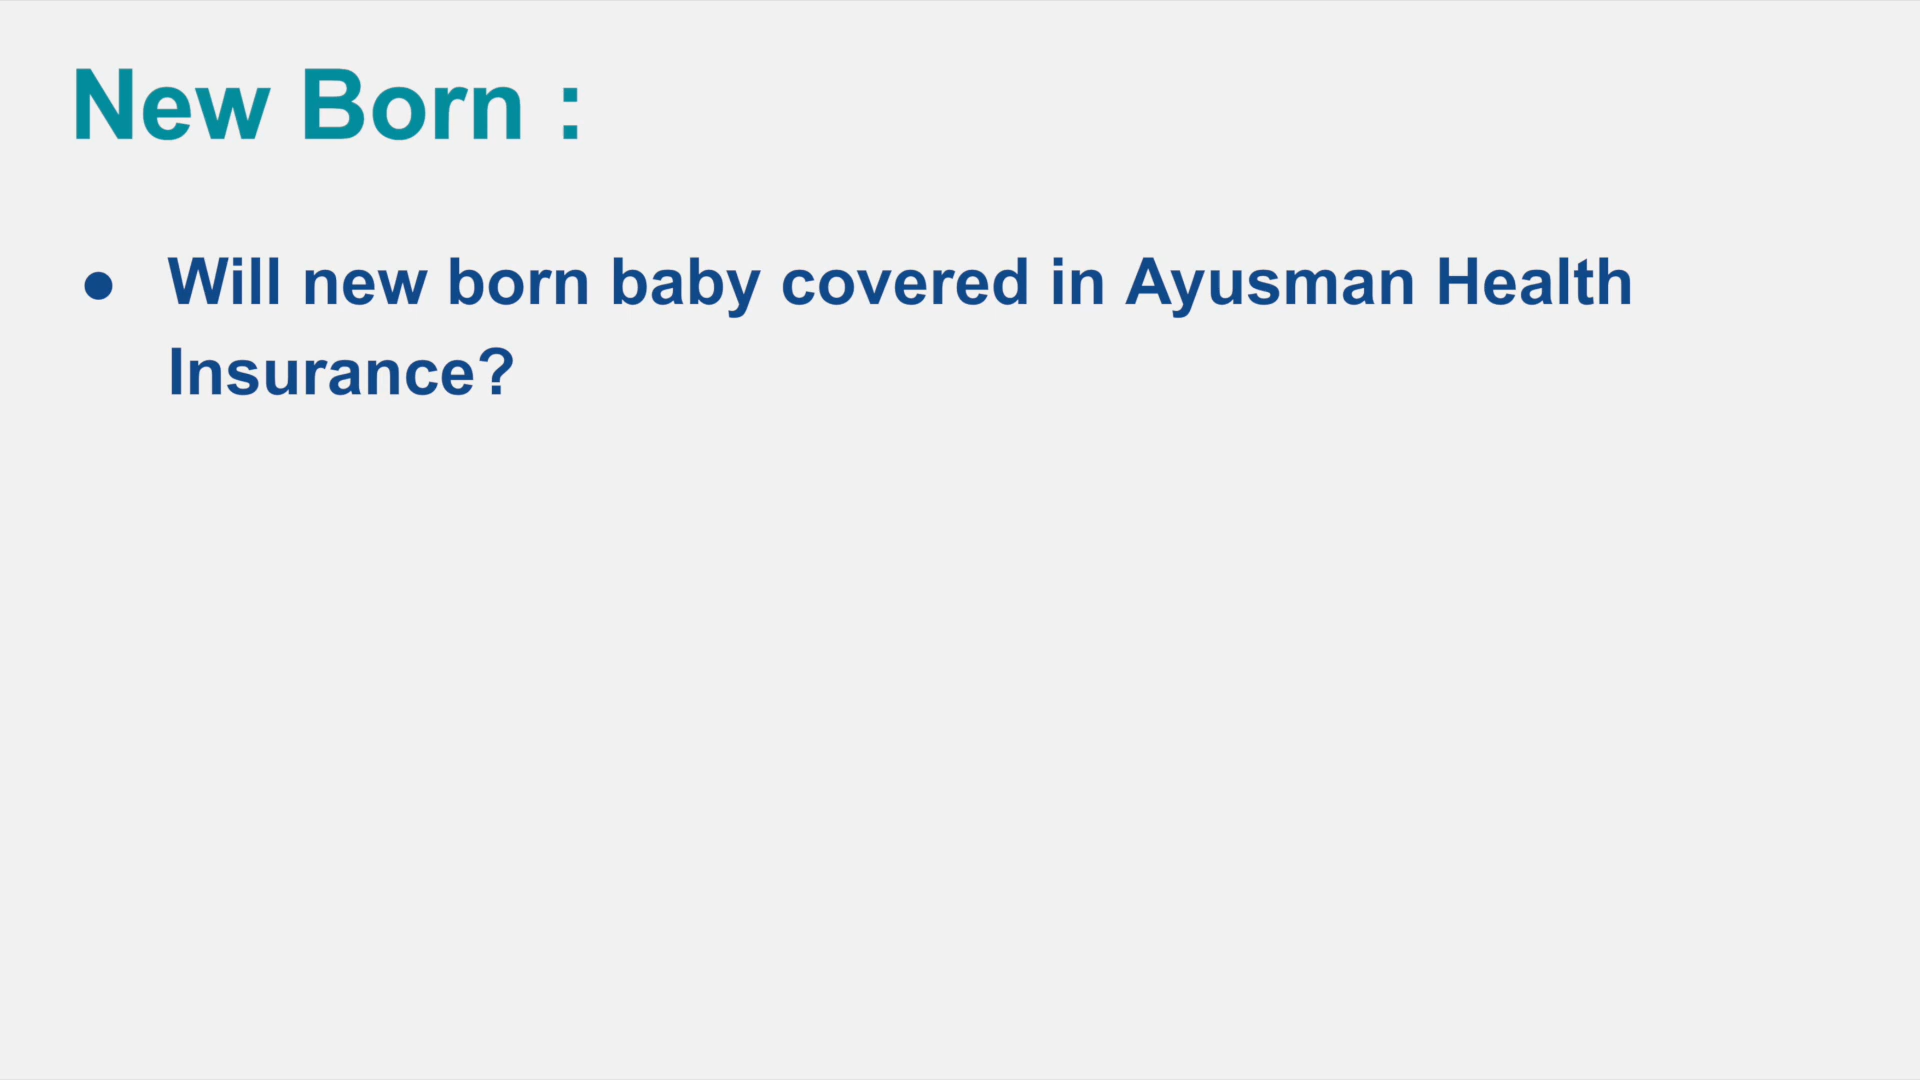 New Born :
● Will new born baby covered in Ayusman Health
Insurance?